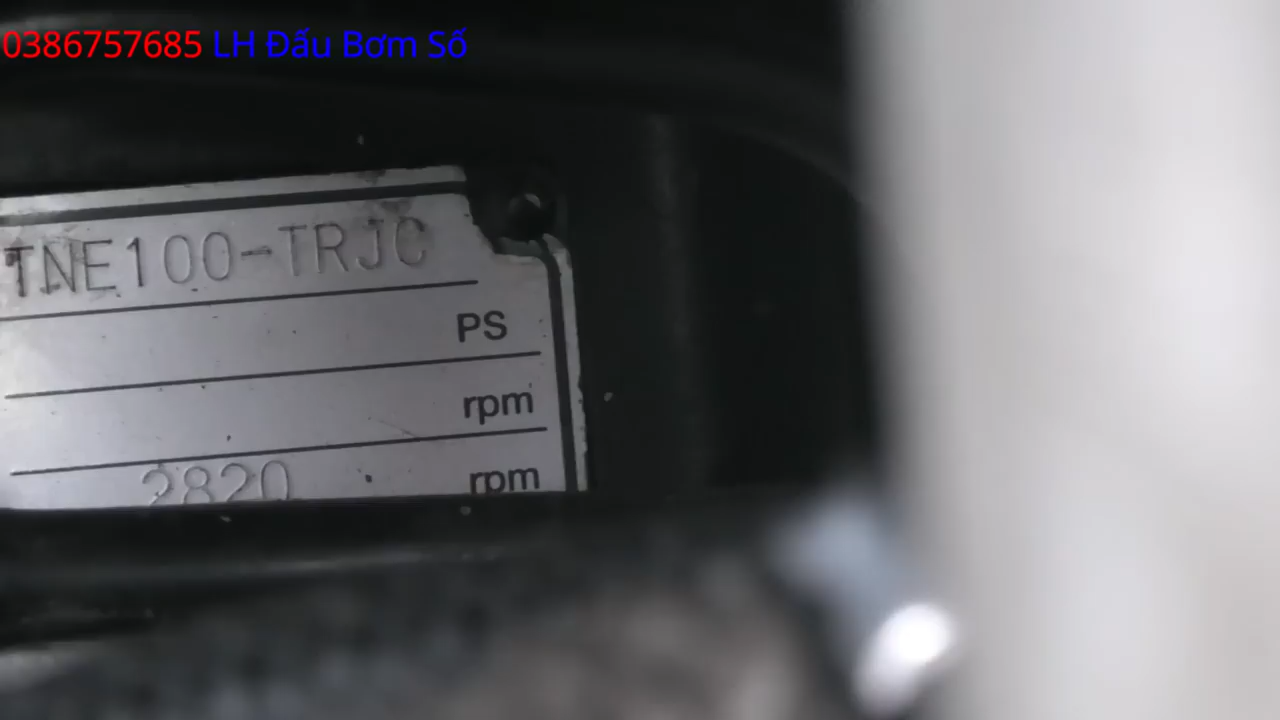 0386757685 LH Đấu Bơm Số
TNE100-TRJC
PS
rpm
2820 rpm